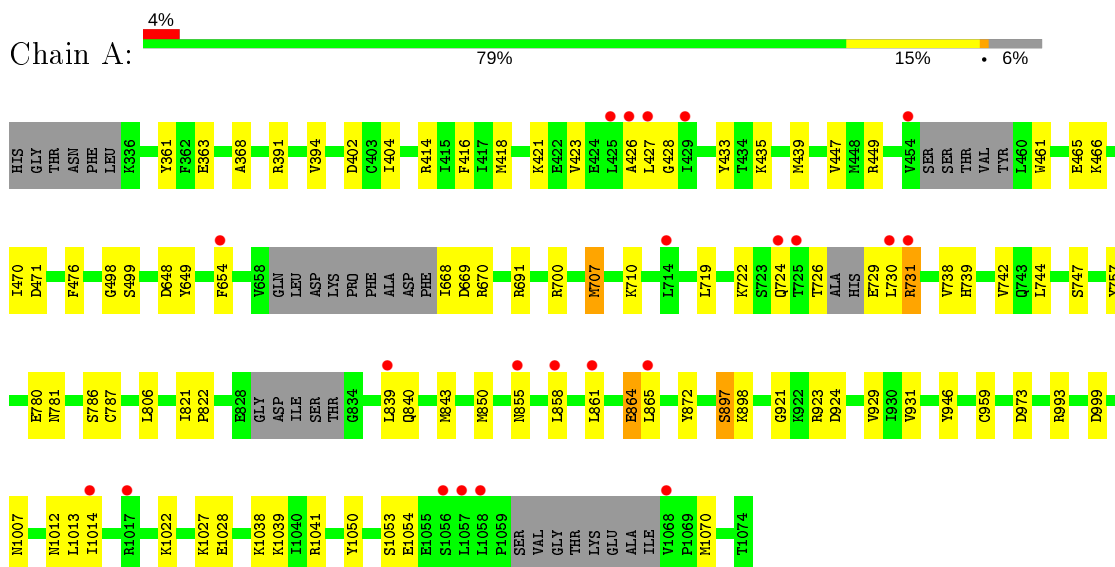 4%
Chain A:
79% 15% • 6%
HIS GLY THR ASN PHE LEU K336 Y361 F362 E363 A368 R391 V394 D402 C403 I404 R414 I415 F416 I417 M418 K421 E422 V423 E424 L425 A426 L427 G428 I429 Y433 T434 K435 M439 V447 M448 R449 V454 SER SER THR VAL TYR L460 W461 E465 K466
I470 D471 F476 G498 S499 D648 Y649 F654 V658 GLN LEU ASP LYS PRO PHE ALA ASP PHE I668 D669 R670 R691 R700 M707 K710 L714 L719 K722 S723 Q724 T725 T726 ALA HIS E729 L730 R731 V738 H739 V742 Q743 L744 S747 Y757
E780 N781 S786 C787 L806 I821 P822 E828 GLY ASP ILE SER THR G834 L839 Q840 M843 M850 N855 L858 L861 E864 L865 Y872 S897 K898 G921 K922 R923 D924 V929 I930 V931 Y946 C959 D973 R993 D999
N1007 N1012 L1013 I1014 R1017 K1022 K1027 E1028 K1038 K1039 I1040 R1041 Y1050 S1053 E1054 E1055 S1056 L1057 L1058 P1059 SER VAL GLY THR LYS GLU ALA ILE V1068 P1069 M1070 T1074